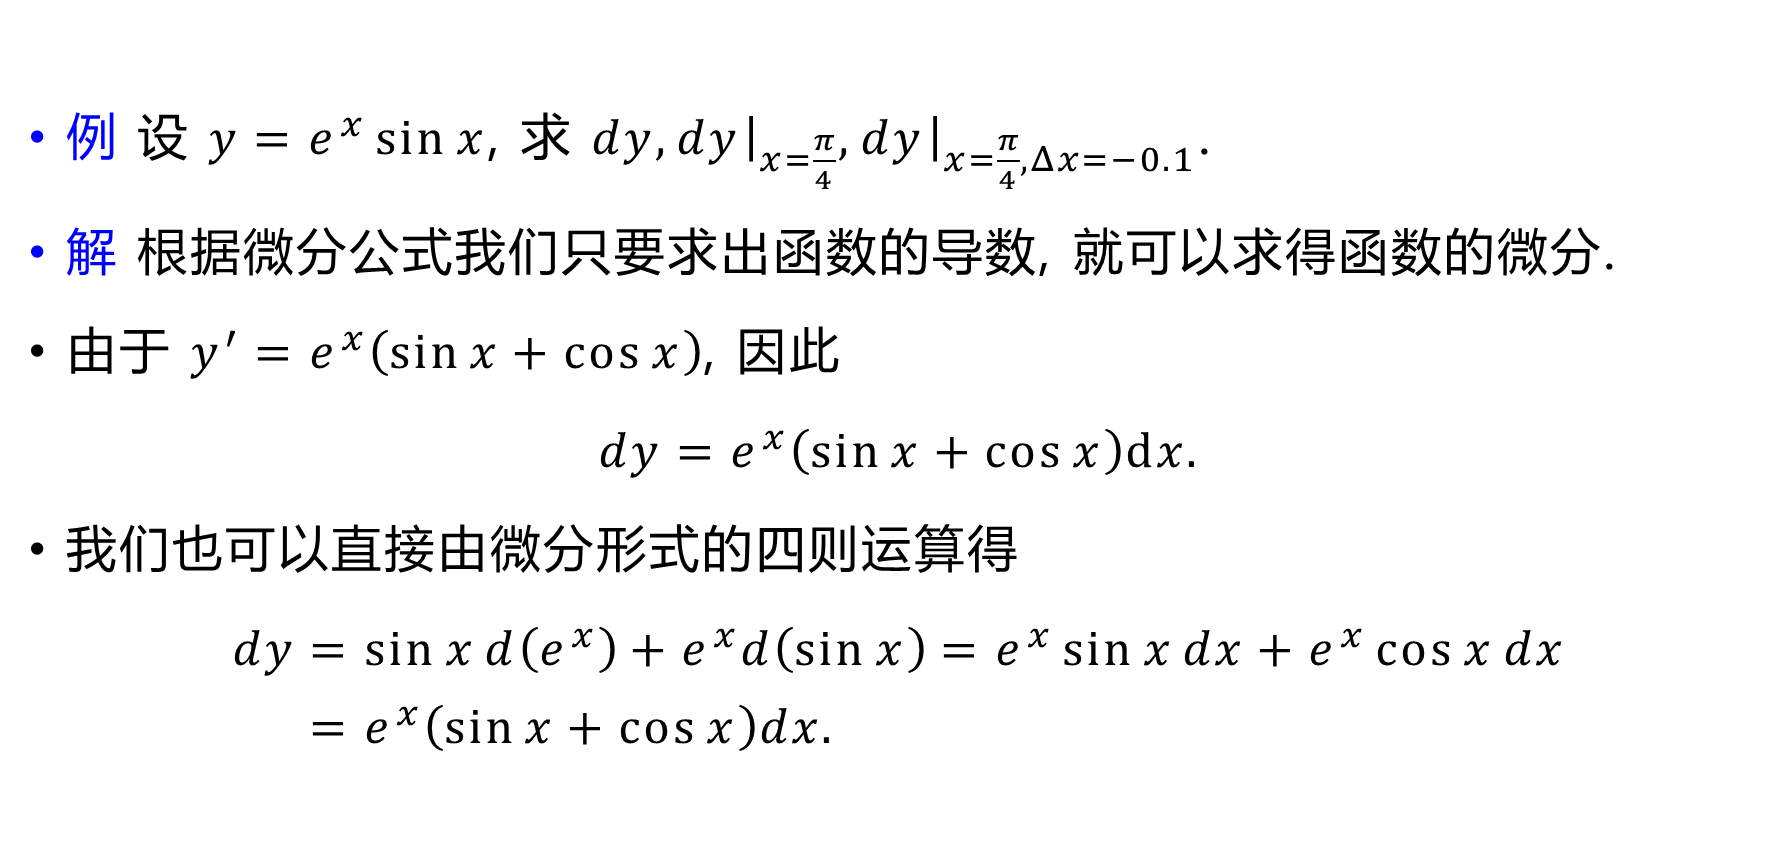 • 例 设 y = e^x sin x, 求 dy, dy|_{x=π/4}, dy|_{x=π/4,Δx=−0.1}.
• 解 根据微分公式我们只要求出函数的导数, 就可以求得函数的微分.
• 由于 y′ = e^x(sin x + cos x), 因此
dy = e^x(sin x + cos x)dx.
• 我们也可以直接由微分形式的四则运算得
dy = sin x d(e^x) + e^x d(sin x) = e^x sin x dx + e^x cos x dx
= e^x(sin x + cos x)dx.